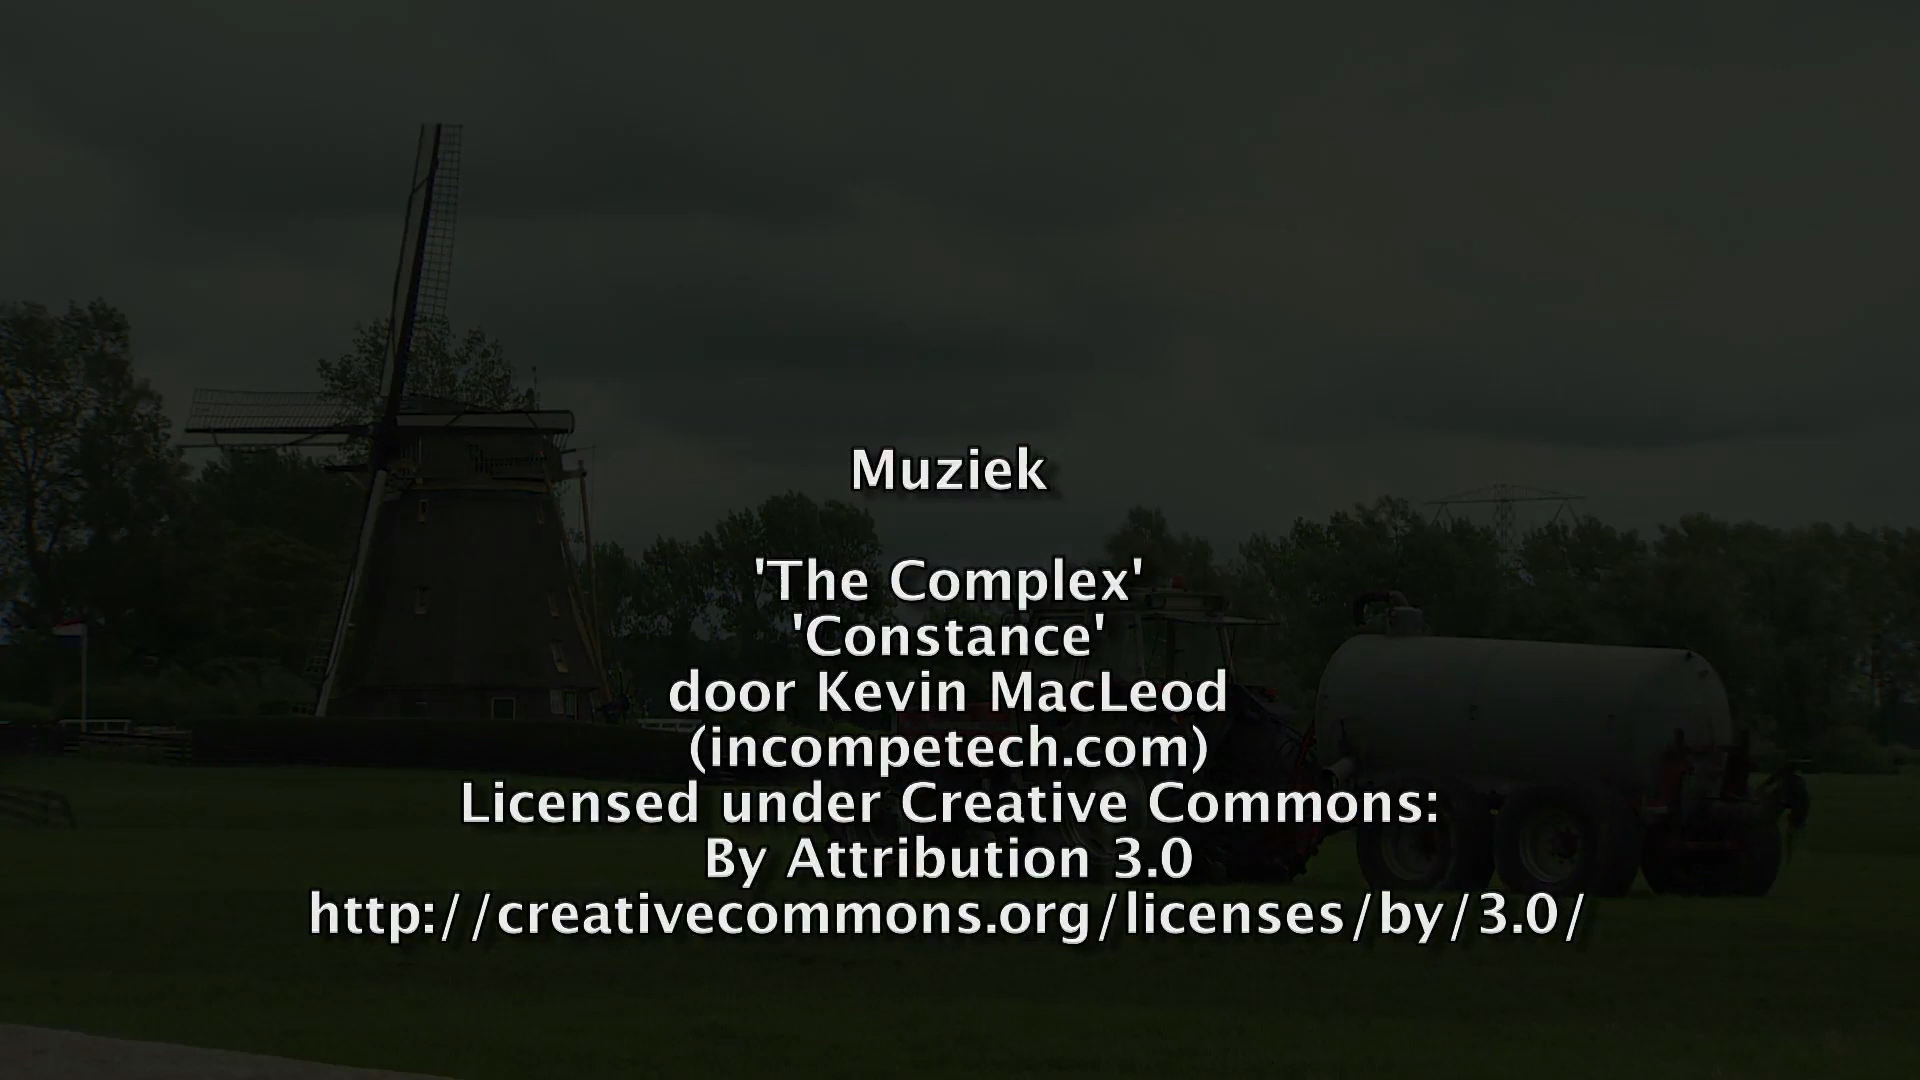 Muziek
'The Complex'
'Constance'
door Kevin MacLeod
(incompetech.com)
Licensed under Creative Commons:
By Attribution 3.0
http://creativecommons.org/licenses/by/3.0/